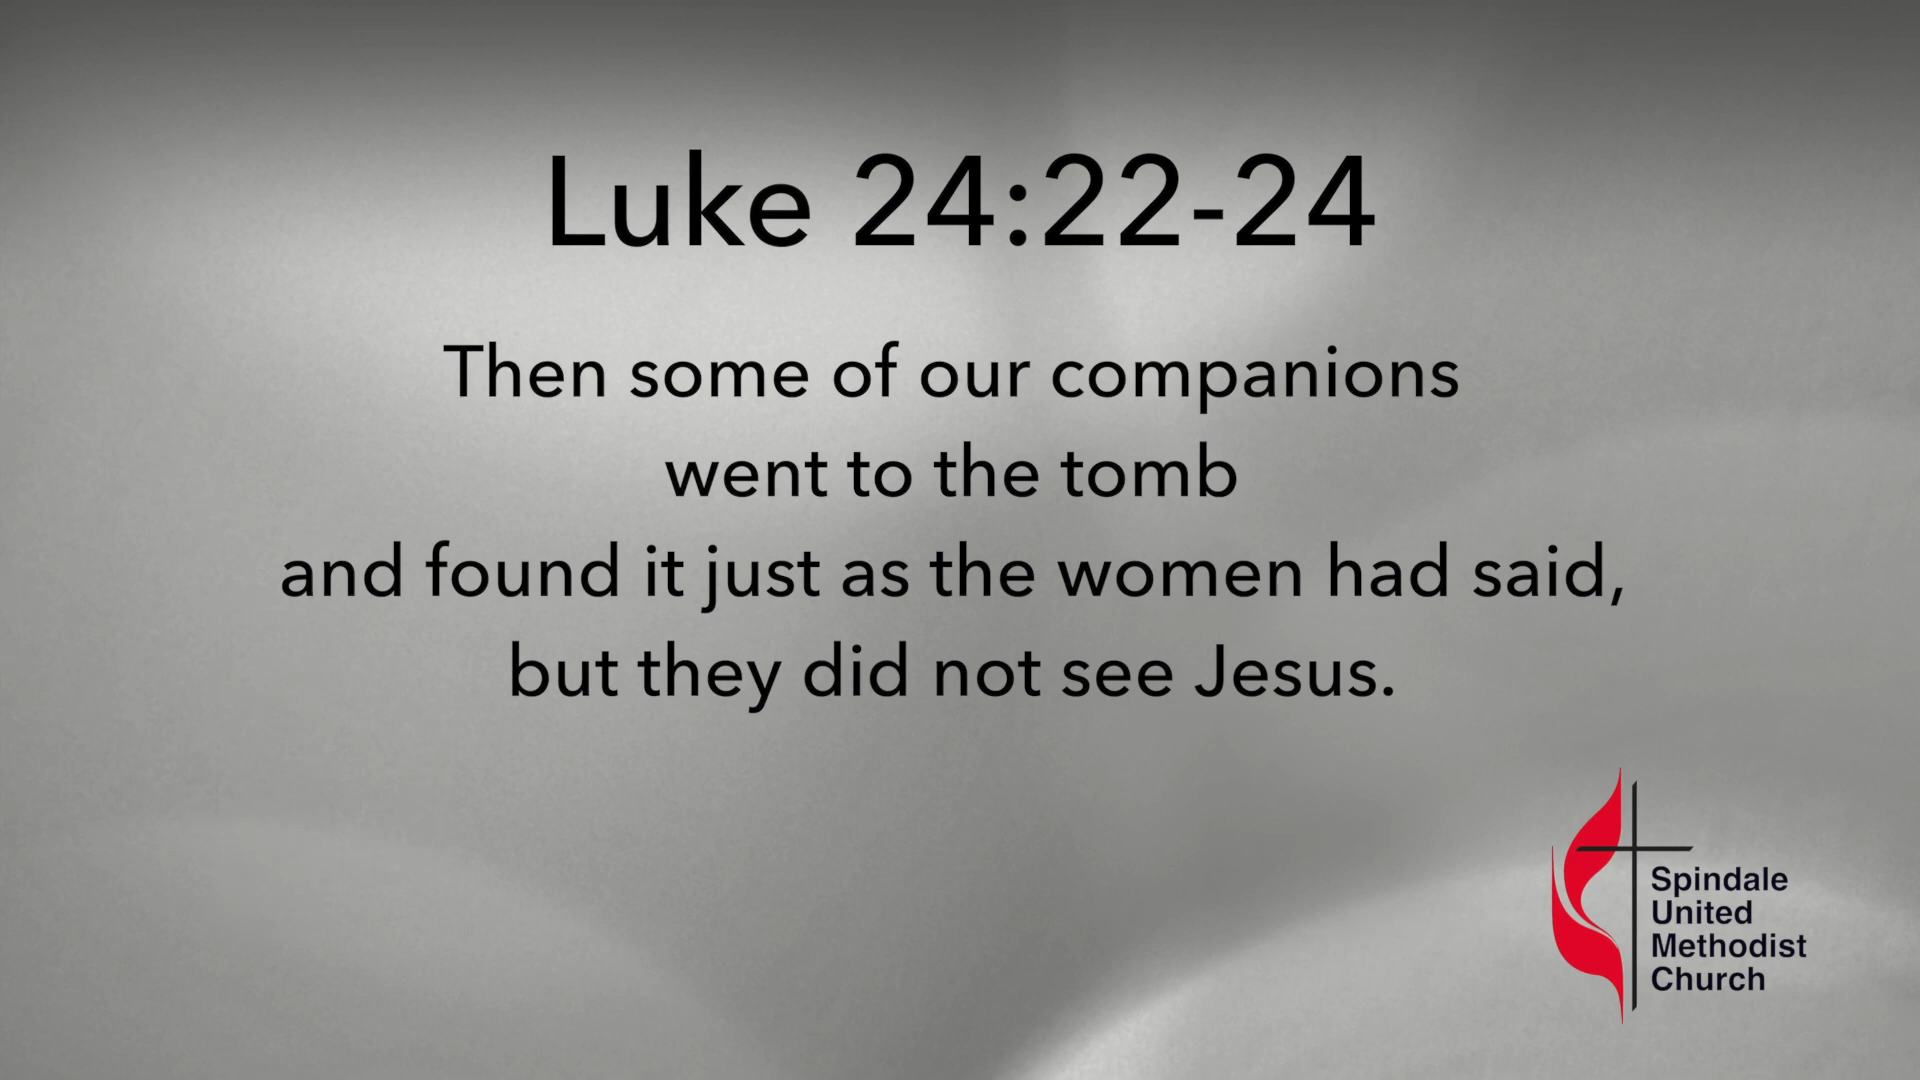 Luke 24:22-24
Then some of our companions
went to the tomb
and found it just as the women had said,
but they did not see Jesus.
Spindale
United
Methodist
Church